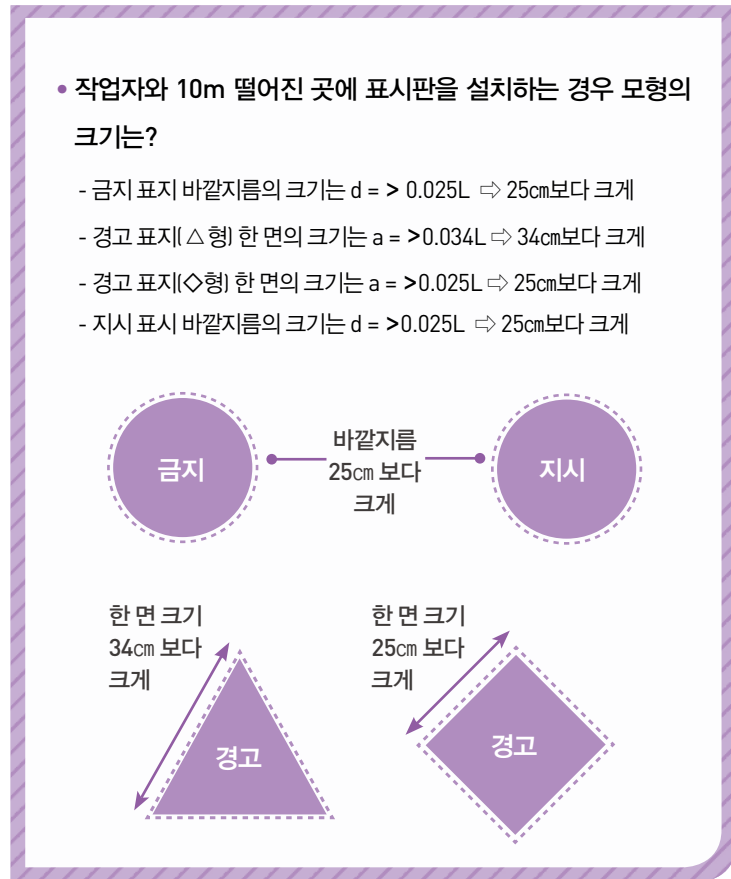 • 작업자와 10m 떨어진 곳에 표시판을 설치하는 경우 모형의
크기는?
- 금지 표지 바깥지름의 크기는 d = > 0.025L ⇨ 25㎝보다 크게
- 경고 표지(△형) 한 면의 크기는 a = >0.034L ⇨ 34㎝보다 크게
- 경고 표지(◇형) 한 면의 크기는 a = >0.025L ⇨ 25㎝보다 크게
- 지시 표시 바깥지름의 크기는 d = >0.025L ⇨ 25㎝보다 크게
금지
바깥지름
25㎝ 보다
크게
지시
한 면 크기
34㎝ 보다
크게
경고
한 면 크기
25㎝ 보다
크게
경고